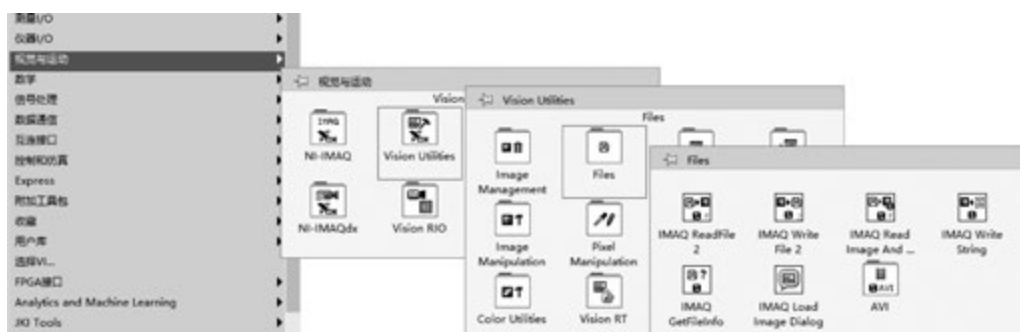 测量I/O
仪器I/O
视觉与运动
数学
信号处理
数据通信
互连接口
控制和仿真
Express
附加工具包
收藏
用户库
选择VI...
FPGA接口
Analytics and Machine Learning
JKI Tools
视觉与运动
Vision
NI-IMAQ
Vision Utilities
NI-IMAQdx
Vision RIO
Vision Utilities
Files
Image
Management
Files
Image
Manipulation
Pixel
Manipulation
Color Utilities
Vision RT
Files
IMAQ ReadFile
2
IMAQ Write
File 2
IMAQ Read
Image And ...
IMAQ Write
String
IMAQ
GetFileInfo
IMAQ Load
Image Dialog
AVI
AVI